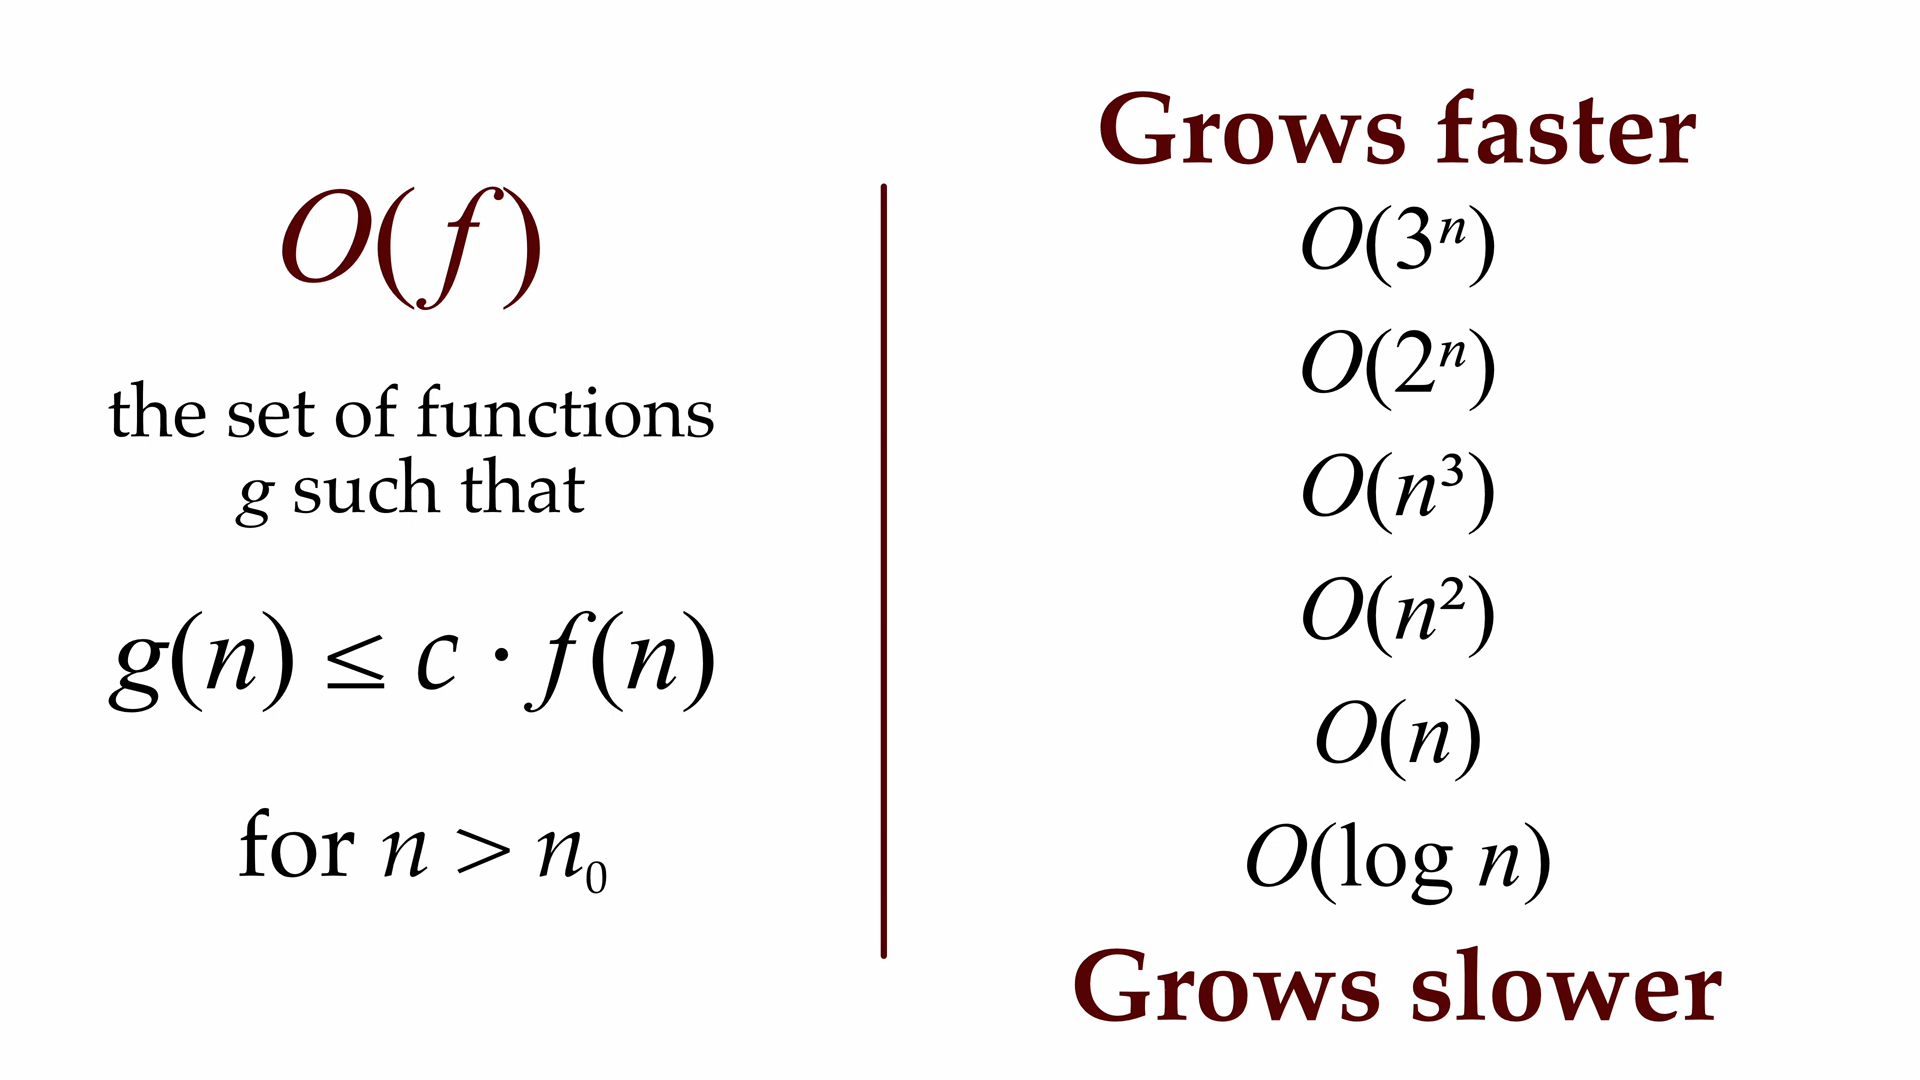 O(f)
the set of functions
g such that
g(n) ≤ c · f(n)
for n > n₀
Grows faster
O(3ⁿ)
O(2ⁿ)
O(n³)
O(n²)
O(n)
O(log n)
Grows slower